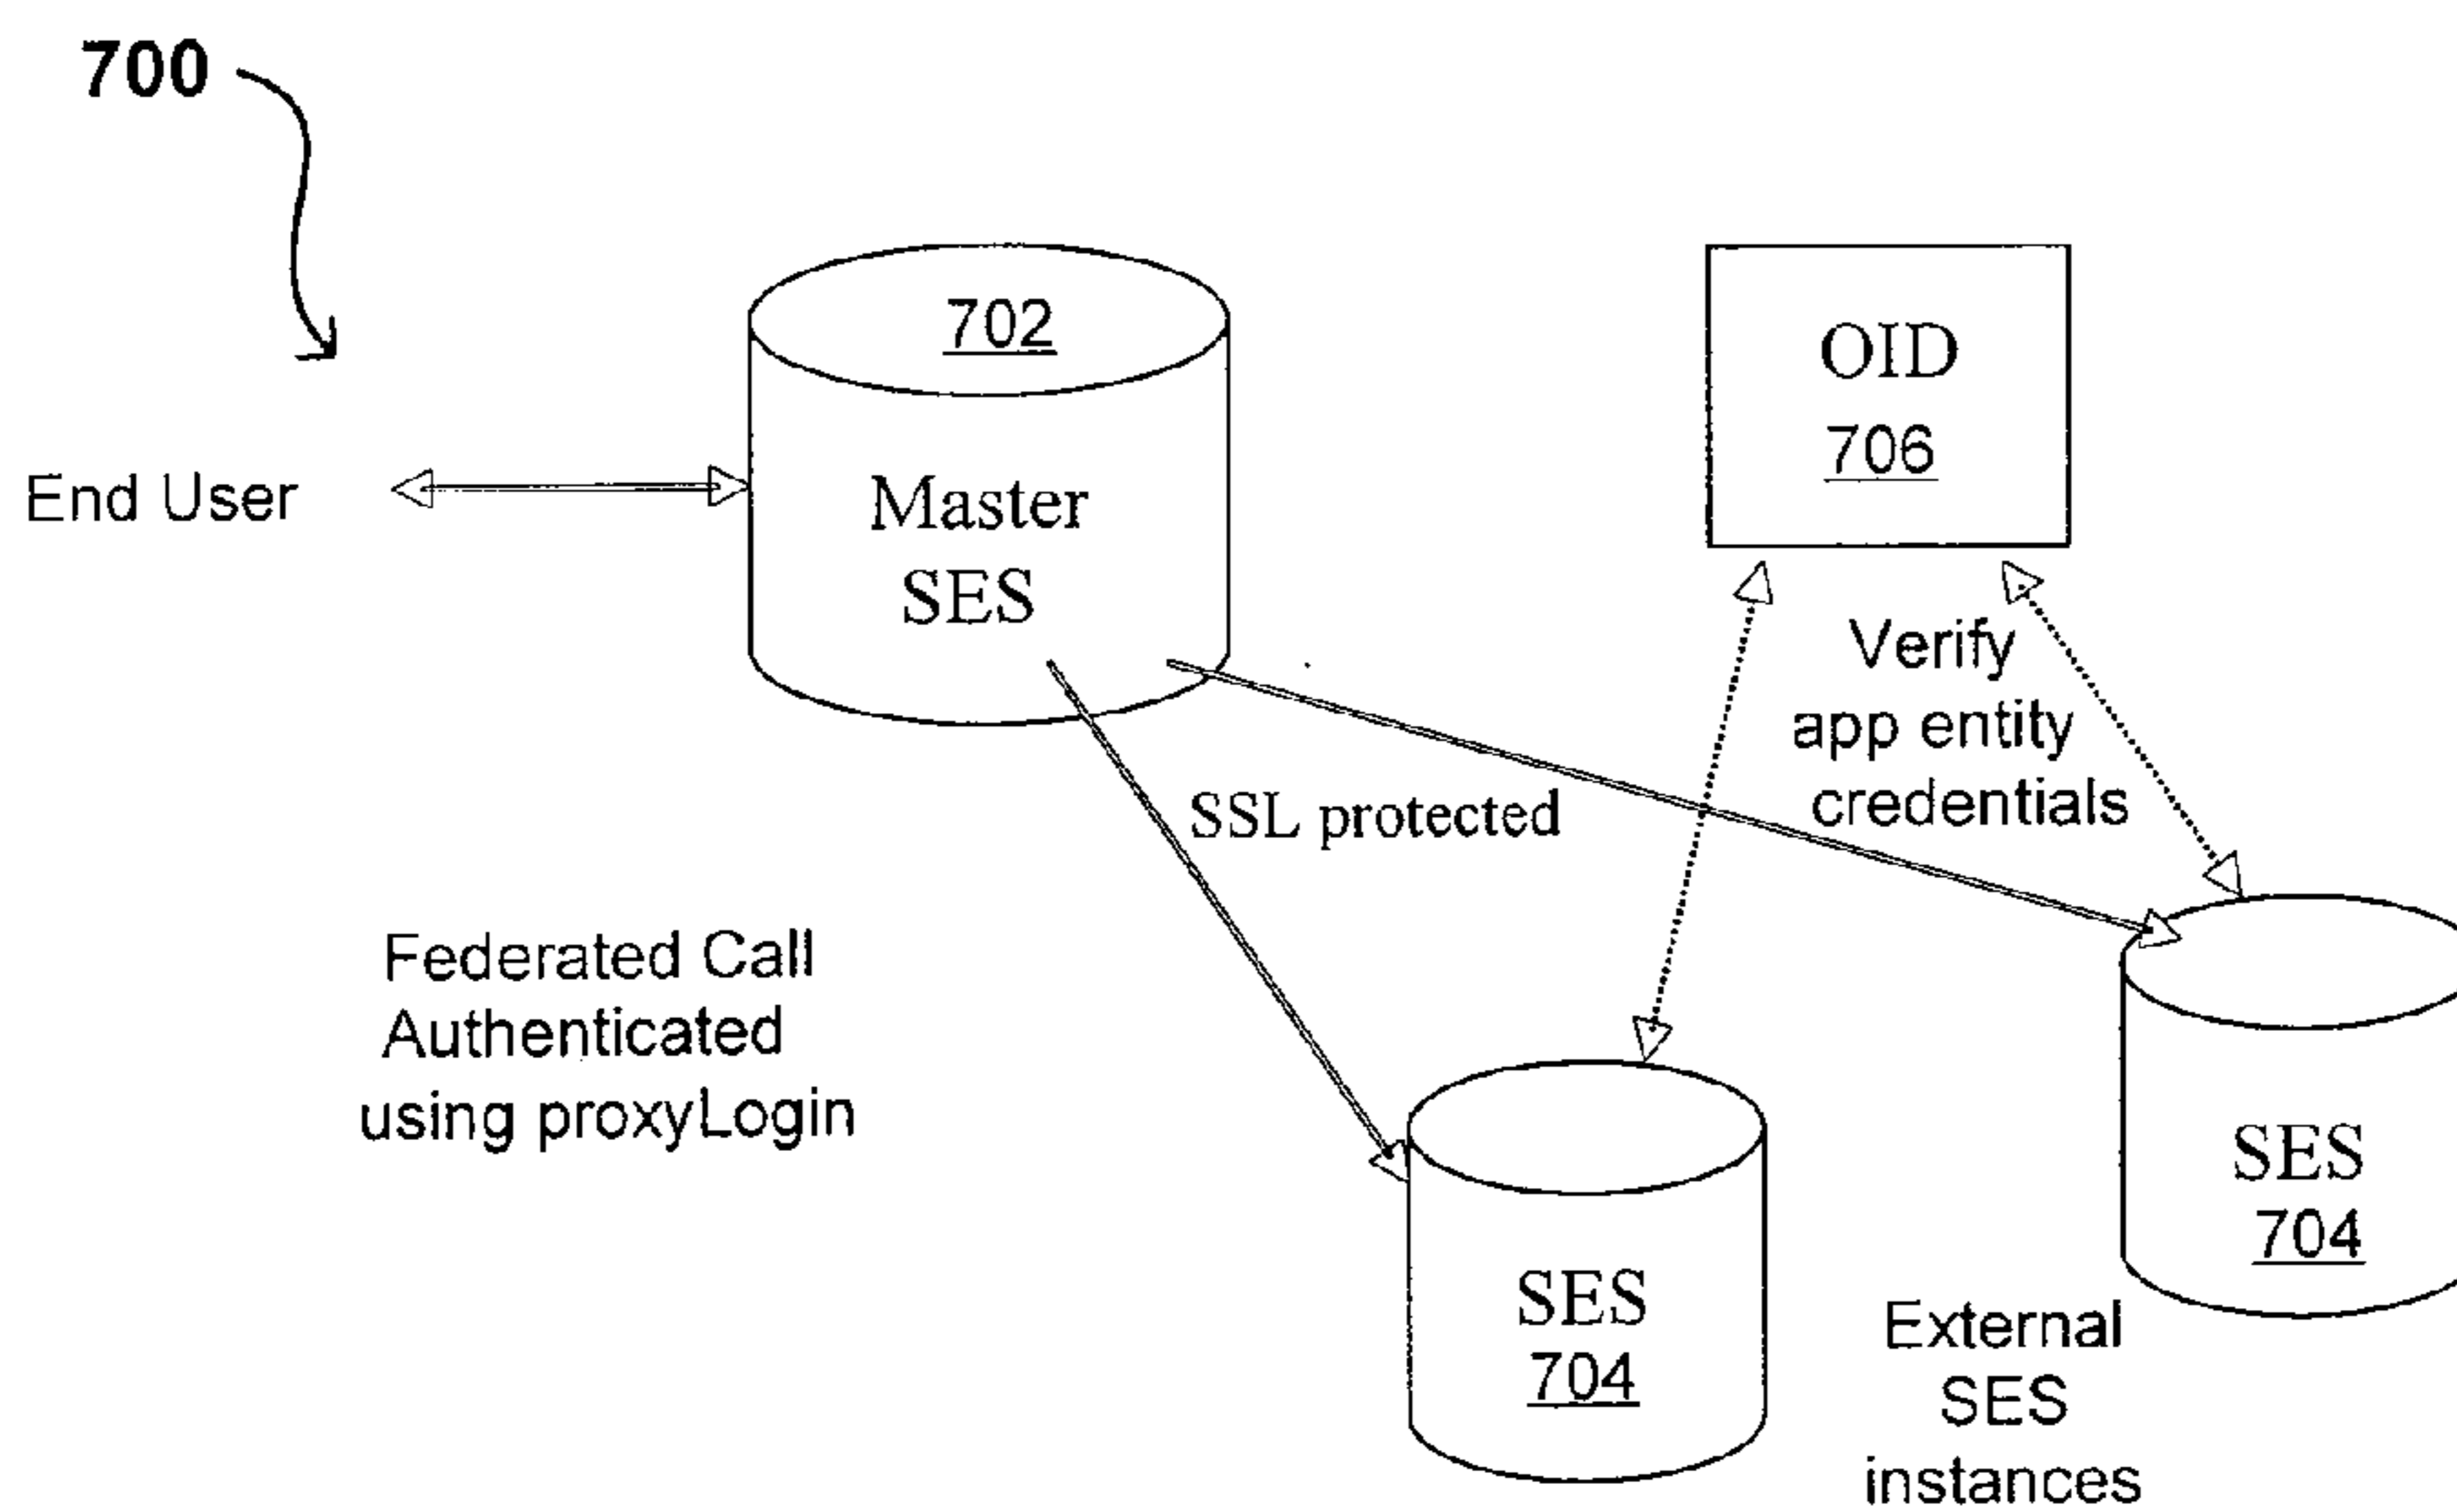 700
702
Master
SES
End User
OID
706
Verify
app entity
credentials
SSL protected
Federated Call
Authenticated
using proxyLogin
SES
704
SES
704
External
SES
instances